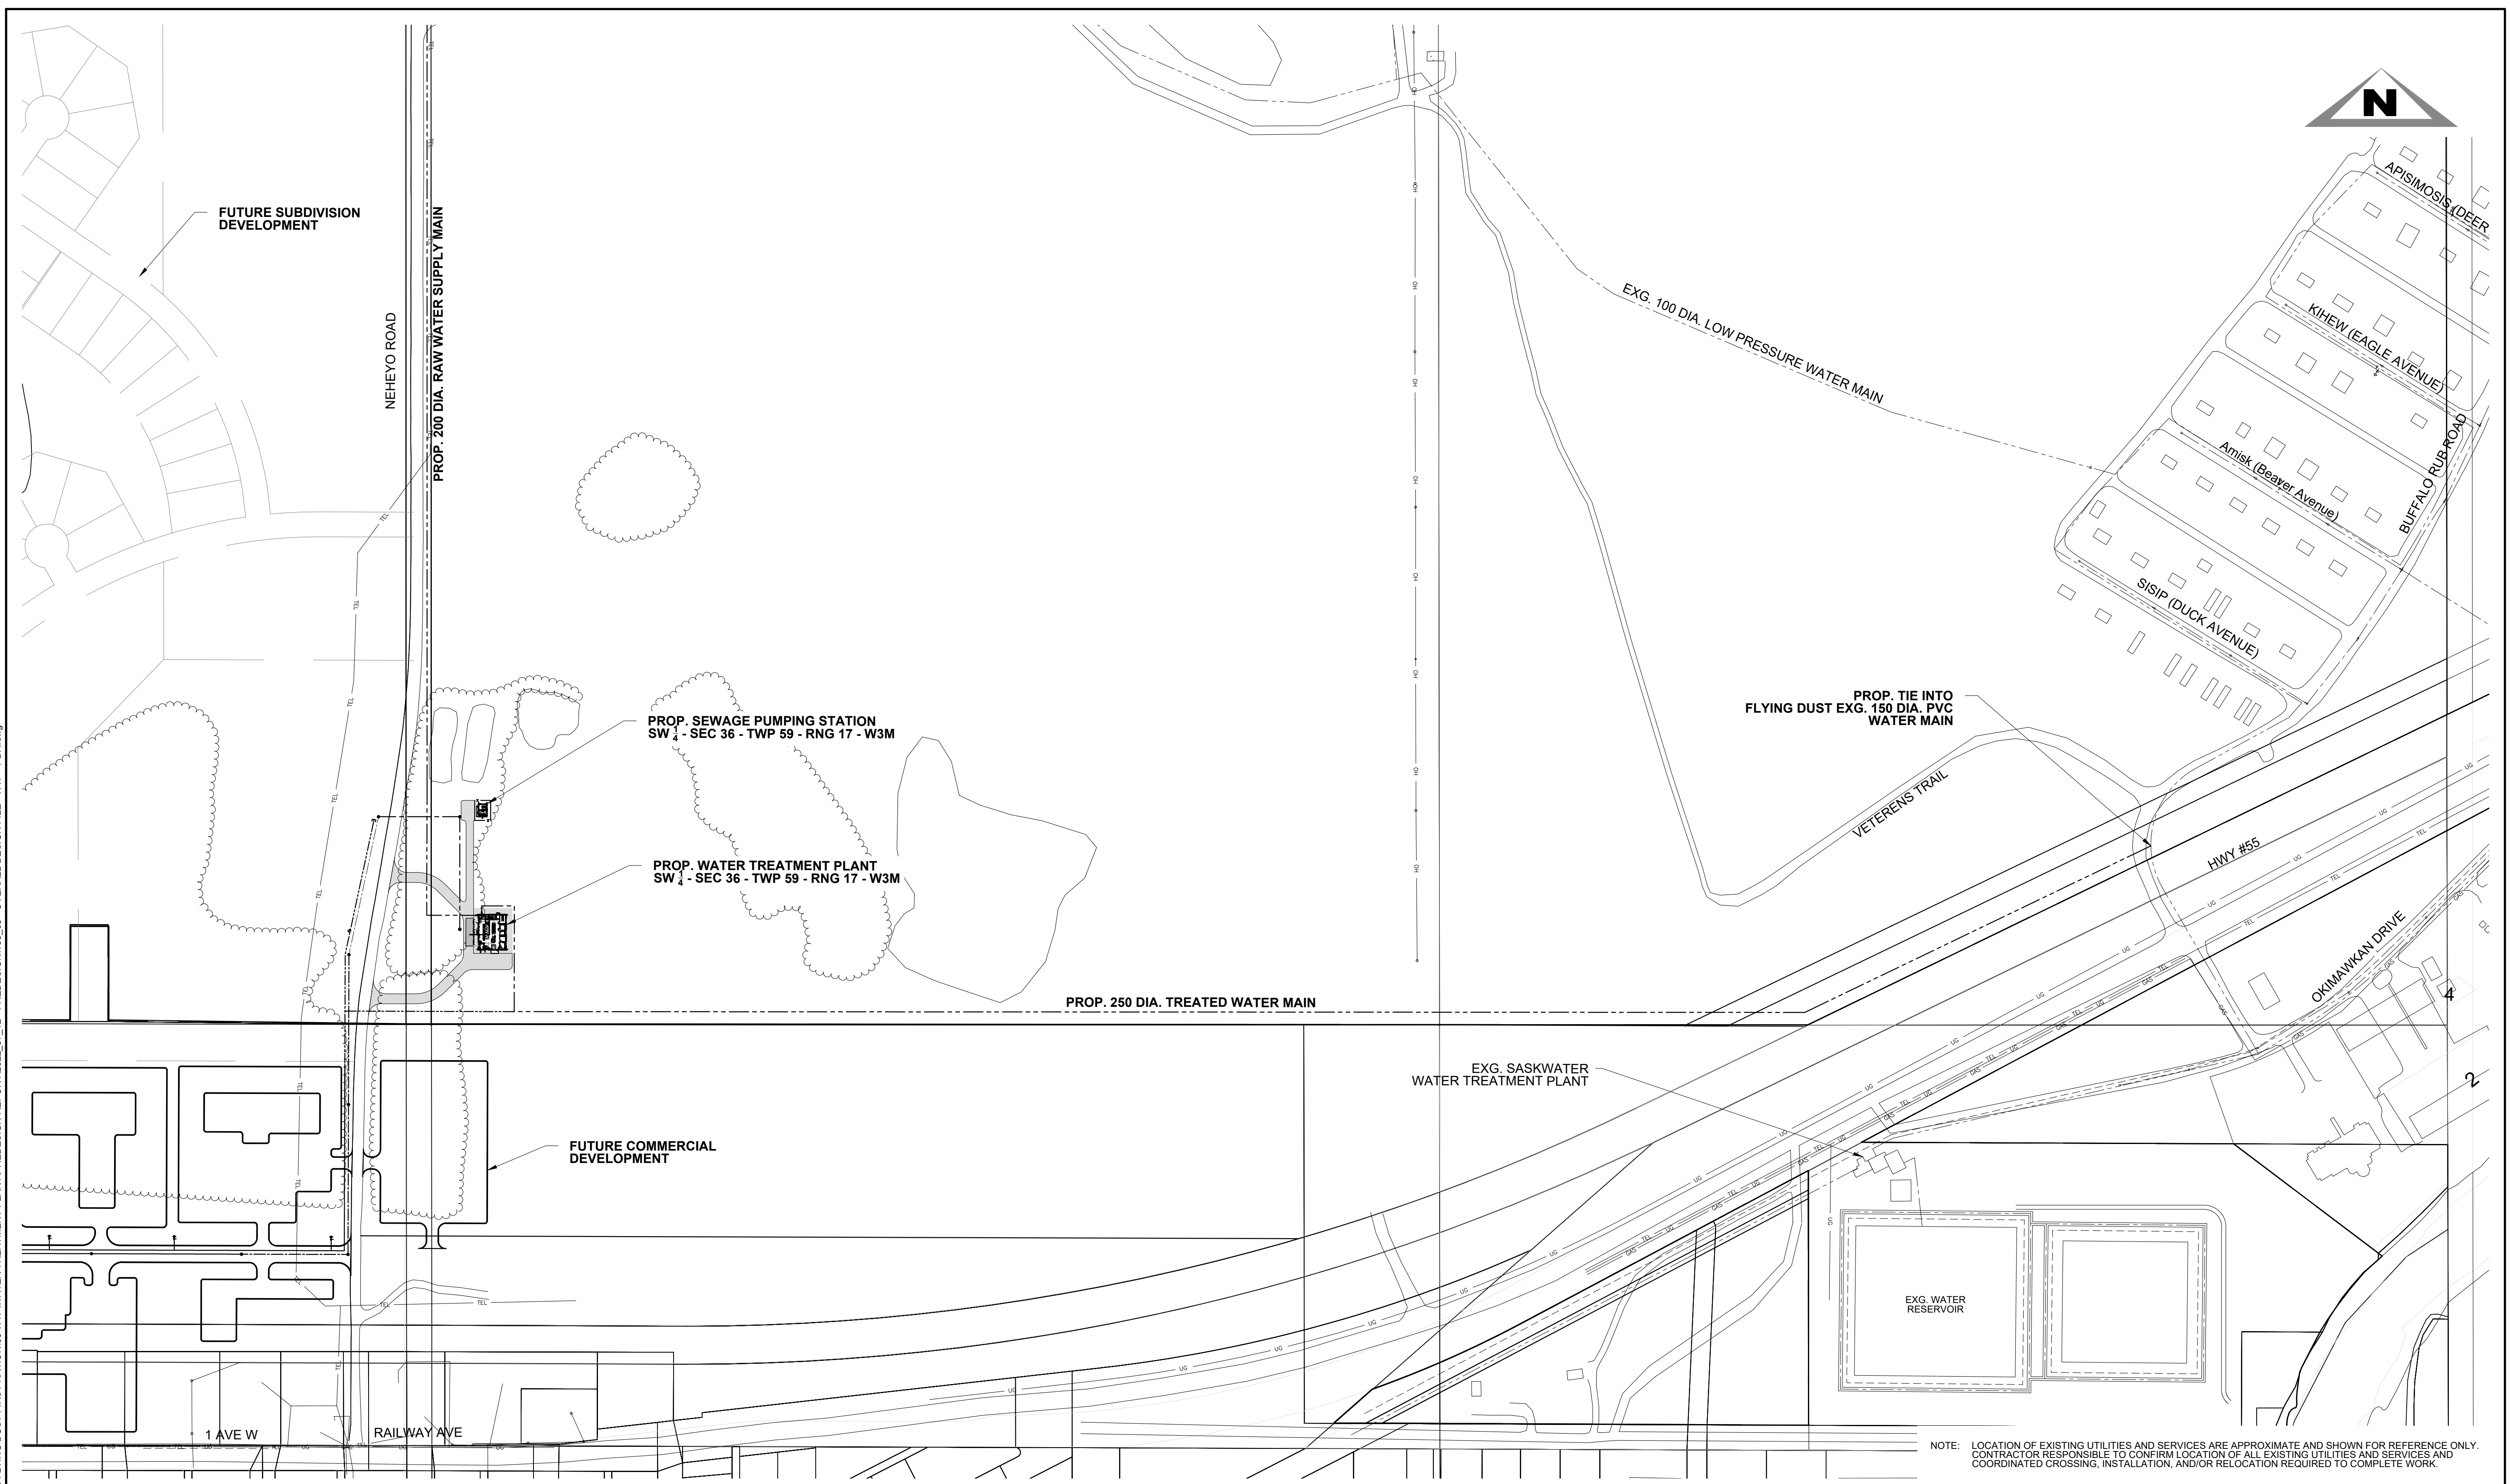 N
APISIMOSIS (DEER
FUTURE SUBDIVISION
DEVELOPMENT
NEHEYO ROAD
PROP. 200 DIA. RAW WATER SUPPLY MAIN
EXG. 100 DIA. LOW PRESSURE WATER MAIN
KIHEW (EAGLE AVENUE)
Amisk (Beaver Avenue)
BUFFALO RUB ROAD
SISIP (DUCK AVENUE)
PROP. SEWAGE PUMPING STATION
SW 1/4 - SEC 36 - TWP 59 - RNG 17 - W3M
PROP. TIE INTO
FLYING DUST EXG. 150 DIA. PVC
WATER MAIN
VETERENS TRAIL
HWY #55
PROP. WATER TREATMENT PLANT
SW 1/4 - SEC 36 - TWP 59 - RNG 17 - W3M
OKIMAWKAN DRIVE
4
PROP. 250 DIA. TREATED WATER MAIN
EXG. SASKWATER
WATER TREATMENT PLANT
2
FUTURE COMMERCIAL
DEVELOPMENT
EXG. WATER
RESERVOIR
1 AVE W
RAILWAY AVE
TEL
UG
GAS
OH
NOTE: LOCATION OF EXISTING UTILITIES AND SERVICES ARE APPROXIMATE AND SHOWN FOR REFERENCE ONLY.
CONTRACTOR RESPONSIBLE TO CONFIRM LOCATION OF ALL EXISTING UTILITIES AND SERVICES AND
COORDINATED CROSSING, INSTALLATION, AND/OR RELOCATION REQUIRED TO COMPLETE WORK.